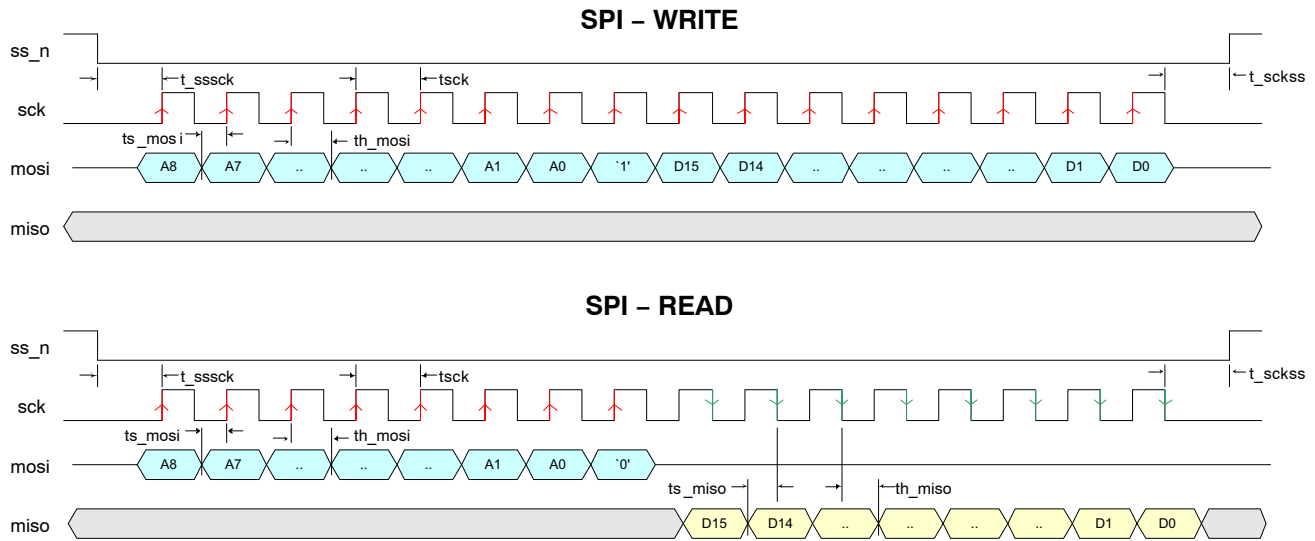 SPI – WRITE
ss_n
t_sssck tsck t_sckss
sck
ts_mosi th_mosi
mosi A8 A7 .. .. .. A1 A0 `1' D15 D14 .. .. .. .. D1 D0
miso
SPI – READ
ss_n
t_sssck tsck t_sckss
sck
ts_mosi th_mosi
mosi A8 A7 .. .. .. A1 A0 `0'
ts_miso th_miso
miso D15 D14 .. .. .. .. D1 D0